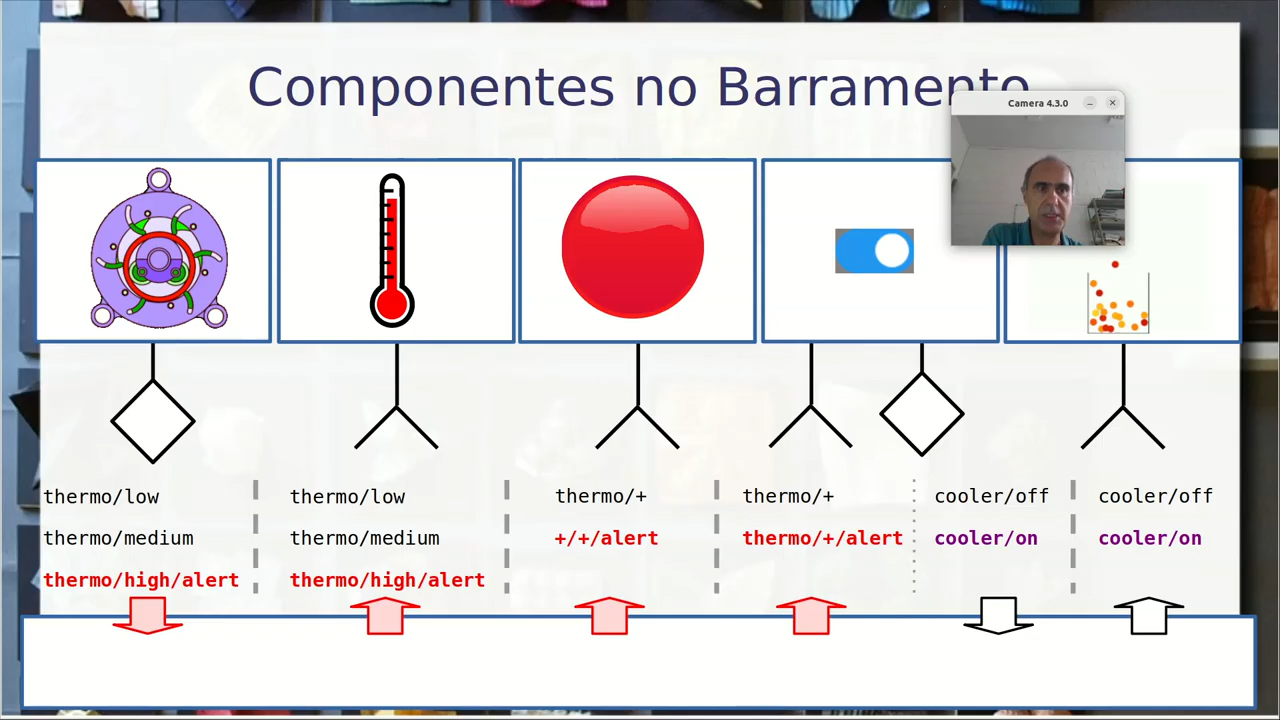 Componentes no Barramento
Camera 4.3.0
thermo/low
thermo/medium
thermo/high/alert
thermo/low
thermo/medium
thermo/high/alert
thermo/+
+/+/alert
thermo/+
thermo/+/alert
cooler/off
cooler/on
cooler/off
cooler/on